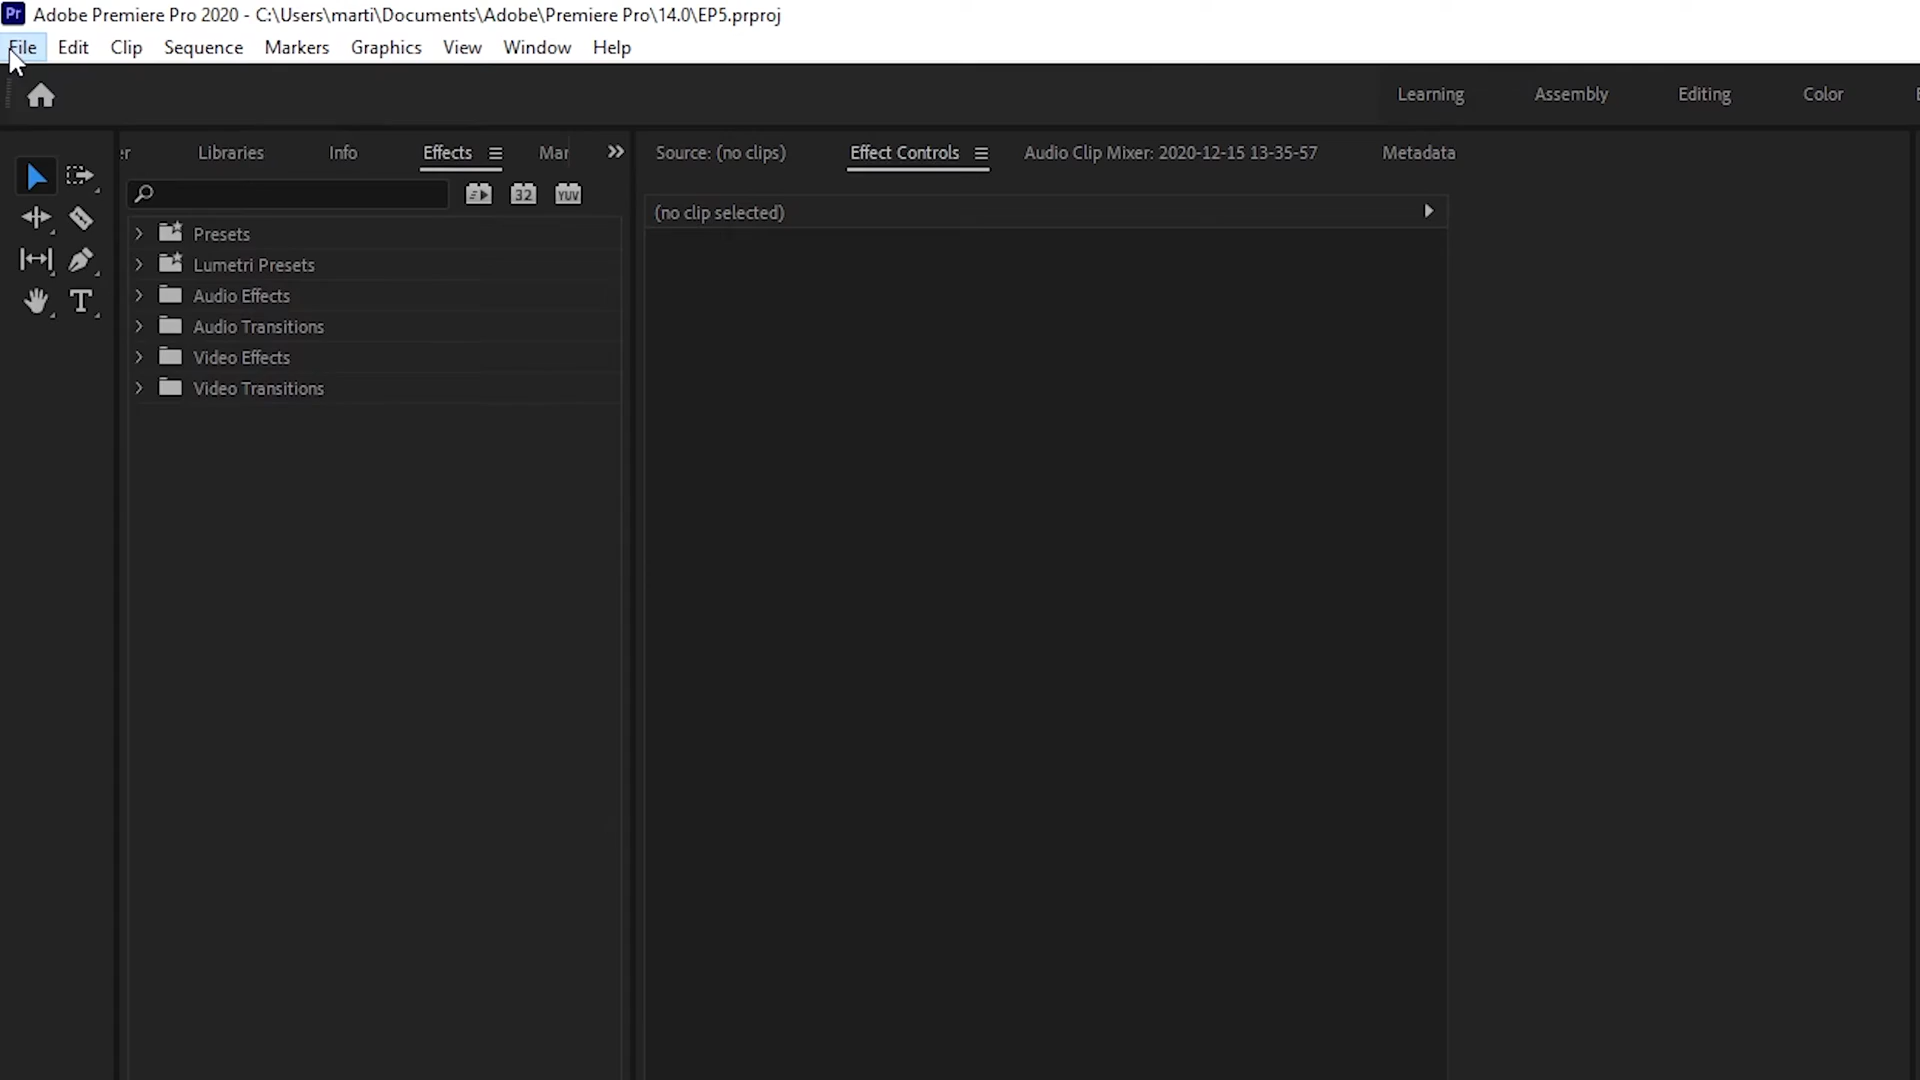 Pr Adobe Premiere Pro 2020 - C:\Users\marti\Documents\Adobe\Premiere Pro\14.0\EP5.prproj
File Edit Clip Sequence Markers Graphics View Window Help
Learning Assembly Editing Color
er Libraries Info Effects Mar
Source: (no clips) Effect Controls Audio Clip Mixer: 2020-12-15 13-35-57 Metadata
32 YUV
(no clip selected)
Presets
Lumetri Presets
Audio Effects
Audio Transitions
Video Effects
Video Transitions